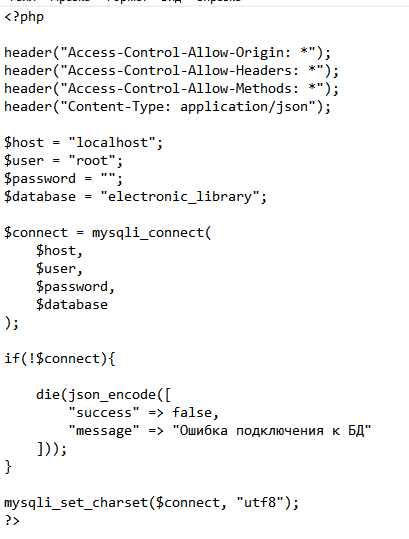 <?php
header("Access-Control-Allow-Origin: *");
header("Access-Control-Allow-Headers: *");
header("Access-Control-Allow-Methods: *");
header("Content-Type: application/json");
$host = "localhost";
$user = "root";
$password = "";
$database = "electronic_library";
$connect = mysqli_connect(
    $host,
    $user,
    $password,
    $database
);
if(!$connect){
    die(json_encode([
        "success" => false,
        "message" => "Ошибка подключения к БД"
    ]));
}
mysqli_set_charset($connect, "utf8");
?>